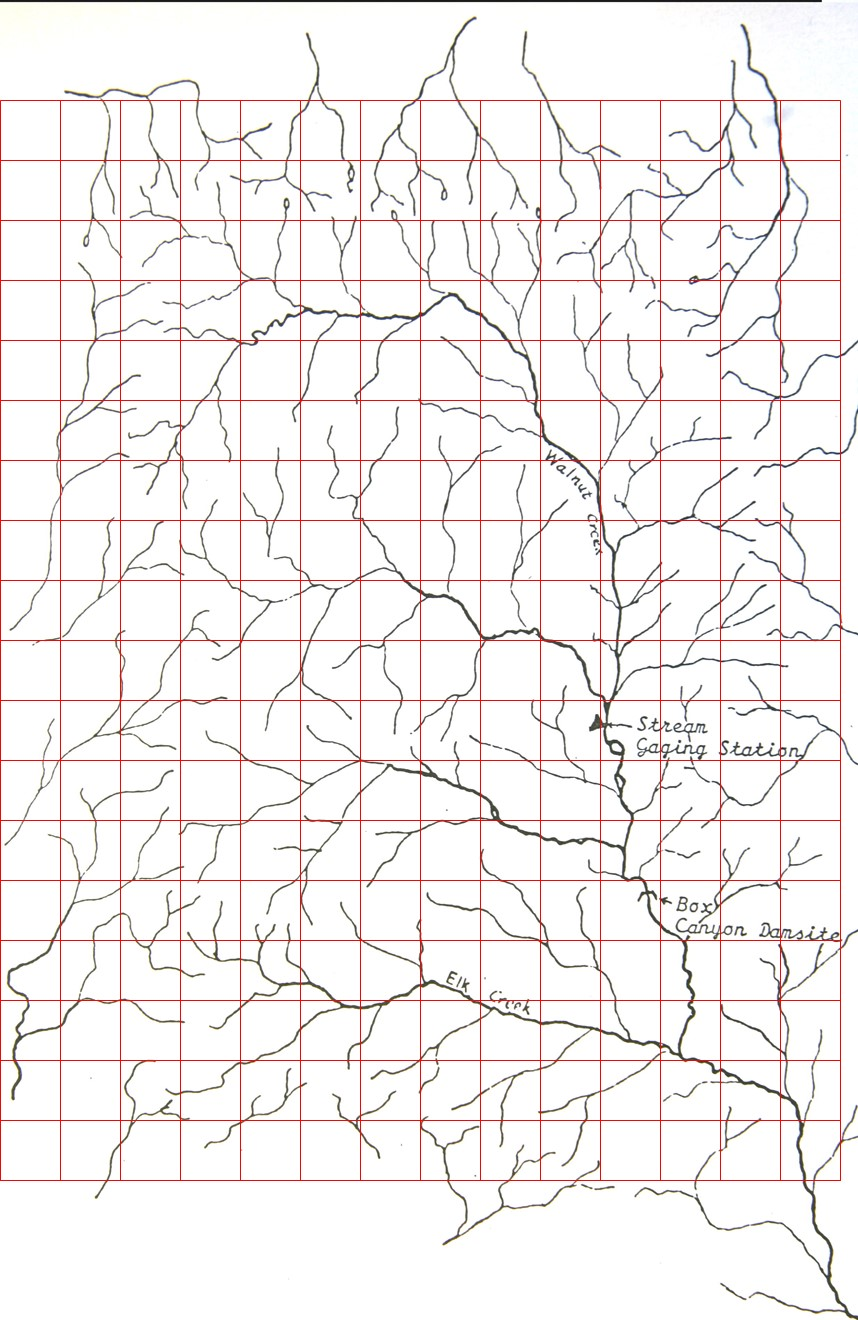 Walnut Creek
Stream
Gaging Station
Box
Canyon Damsite
Elk Creek